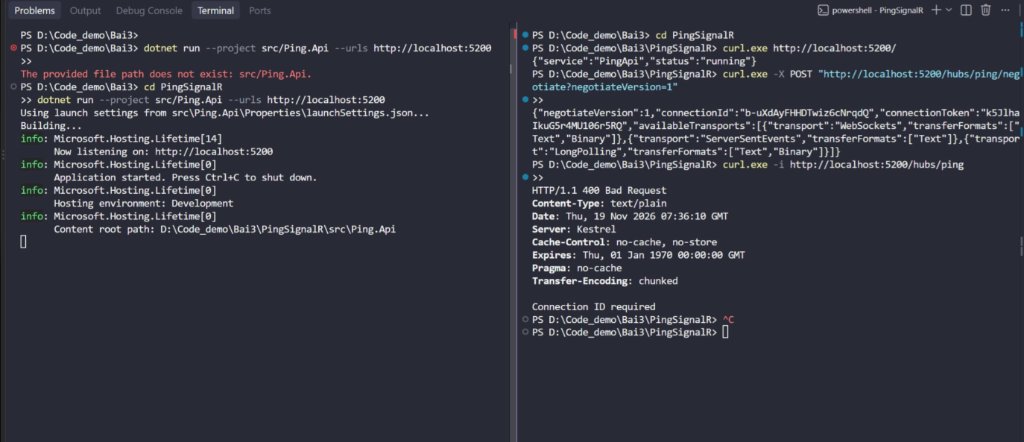 Problems Output Debug Console Terminal Ports
powershell - PingSignalR
PS D:\Code_demo\Bai3>
PS D:\Code_demo\Bai3> dotnet run --project src/Ping.Api --urls http://localhost:5200
>>
The provided file path does not exist: src/Ping.Api.
PS D:\Code_demo\Bai3> cd PingSignalR
>> dotnet run --project src/Ping.Api --urls http://localhost:5200
Using launch settings from src\Ping.Api\Properties\launchSettings.json...
Building...
info: Microsoft.Hosting.Lifetime[14]
Now listening on: http://localhost:5200
info: Microsoft.Hosting.Lifetime[0]
Application started. Press Ctrl+C to shut down.
info: Microsoft.Hosting.Lifetime[0]
Hosting environment: Development
info: Microsoft.Hosting.Lifetime[0]
Content root path: D:\Code_demo\Bai3\PingSignalR\src\Ping.Api
PS D:\Code_demo\Bai3> cd PingSignalR
PS D:\Code_demo\Bai3\PingSignalR> curl.exe http://localhost:5200/
{"service":"PingApi","status":"running"}
PS D:\Code_demo\Bai3\PingSignalR> curl.exe -X POST "http://localhost:5200/hubs/ping/neg
otiate?negotiateVersion=1"
>>
{"negotiateVersion":1,"connectionId":"b-uXdAyFHHDTwiz6cNrqdQ","connectionToken":"k5Jlha
IkuG5r4MU106r5RQ","availableTransports":[{"transport":"WebSockets","transferFormats":["
Text","Binary"]},{"transport":"ServerSentEvents","transferFormats":["Text"]},{"transpor
t":"LongPolling","transferFormats":["Text","Binary"]}]}
PS D:\Code_demo\Bai3\PingSignalR> curl.exe -i http://localhost:5200/hubs/ping
>>
HTTP/1.1 400 Bad Request
Content-Type: text/plain
Date: Thu, 19 Nov 2026 07:36:10 GMT
Server: Kestrel
Cache-Control: no-cache, no-store
Expires: Thu, 01 Jan 1970 00:00:00 GMT
Pragma: no-cache
Transfer-Encoding: chunked
Connection ID required
PS D:\Code_demo\Bai3\PingSignalR> ^C
PS D:\Code_demo\Bai3\PingSignalR>